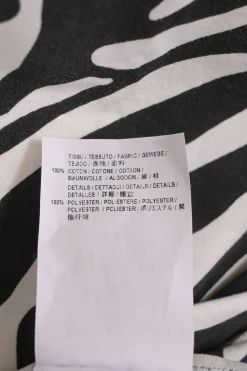 TISSU / TESSUTO / FABRIC / GEWEBE /
TEJIDO / 表地 / 面料
100% COTON / COTONE / COTTON /
BAUMWOLLE / ALGODON / 綿 / 棉
DETAILS / DETTAGLI / DETAILS / DETAILS /
DETALLES / 詳細 / 镶边
100% POLYESTER / POLIESTERE / POLYESTER /
POLYESTER / POLIESTER / ポリエステル / 聚
酯纤维